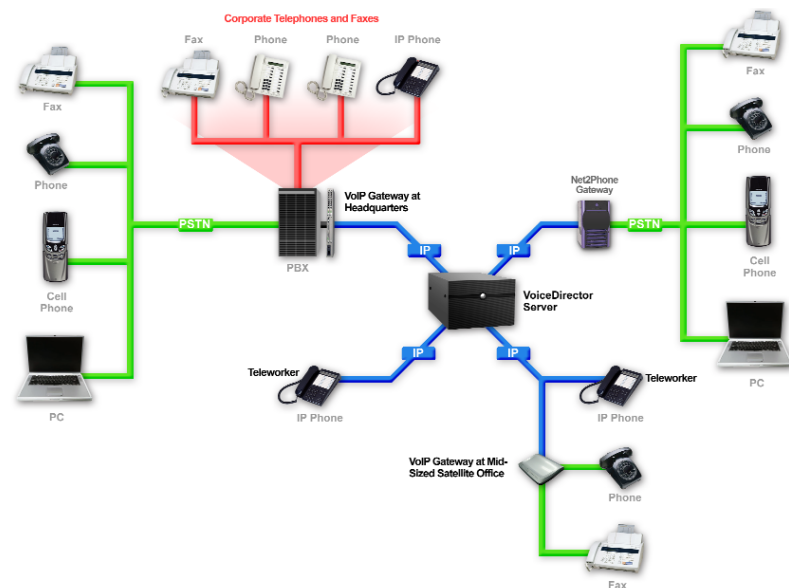 Corporate Telephones and Faxes
Fax
Phone
Phone
IP Phone
Fax
Phone
Cell
Phone
PC
PSTN
PBX
VoIP Gateway at
Headquarters
IP
IP
Net2Phone
Gateway
PSTN
Fax
Phone
Cell
Phone
PC
VoiceDirector
Server
IP
IP
Teleworker
IP Phone
Teleworker
IP Phone
VoIP Gateway at Mid-
Sized Satellite Office
Phone
Fax